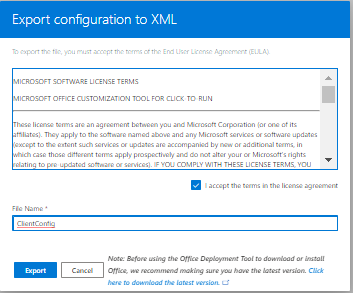 Export configuration to XML
To export the file, you must accept the terms of the End User License Agreement (EULA)
MICROSOFT SOFTWARE LICENSE TERMS
MICROSOFT OFFICE CUSTOMIZATION TOOL FOR CLICK-TO-RUN
These license terms are an agreement between you and Microsoft Corporation (or one of its
affiliates). They apply to the software named above and any Microsoft services or software updates
(except to the extent such services or updates are accompanied by new or additional terms, in
which case those different terms apply prospectively and do not alter your or Microsoft's rights
relating to pre-updated software or services). IF YOU COMPLY WITH THESE LICENSE TERMS, YOU
I accept the terms in the license agreement
File Name *
ClientConfig
Export
Cancel
Note: Before using the Office Deployment Tool to download or install
Office, we recommend making sure you have the latest version. Click
here to download the latest version.